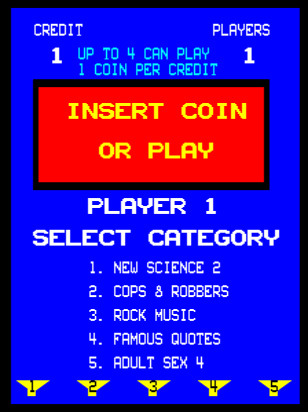 CREDIT PLAYERS
1 UP TO 4 CAN PLAY 1
1 COIN PER CREDIT
INSERT COIN
OR PLAY
PLAYER 1
SELECT CATEGORY
1. NEW SCIENCE 2
2. COPS & ROBBERS
3. ROCK MUSIC
4. FAMOUS QUOTES
5. ADULT SEX 4
1 2 3 4 5